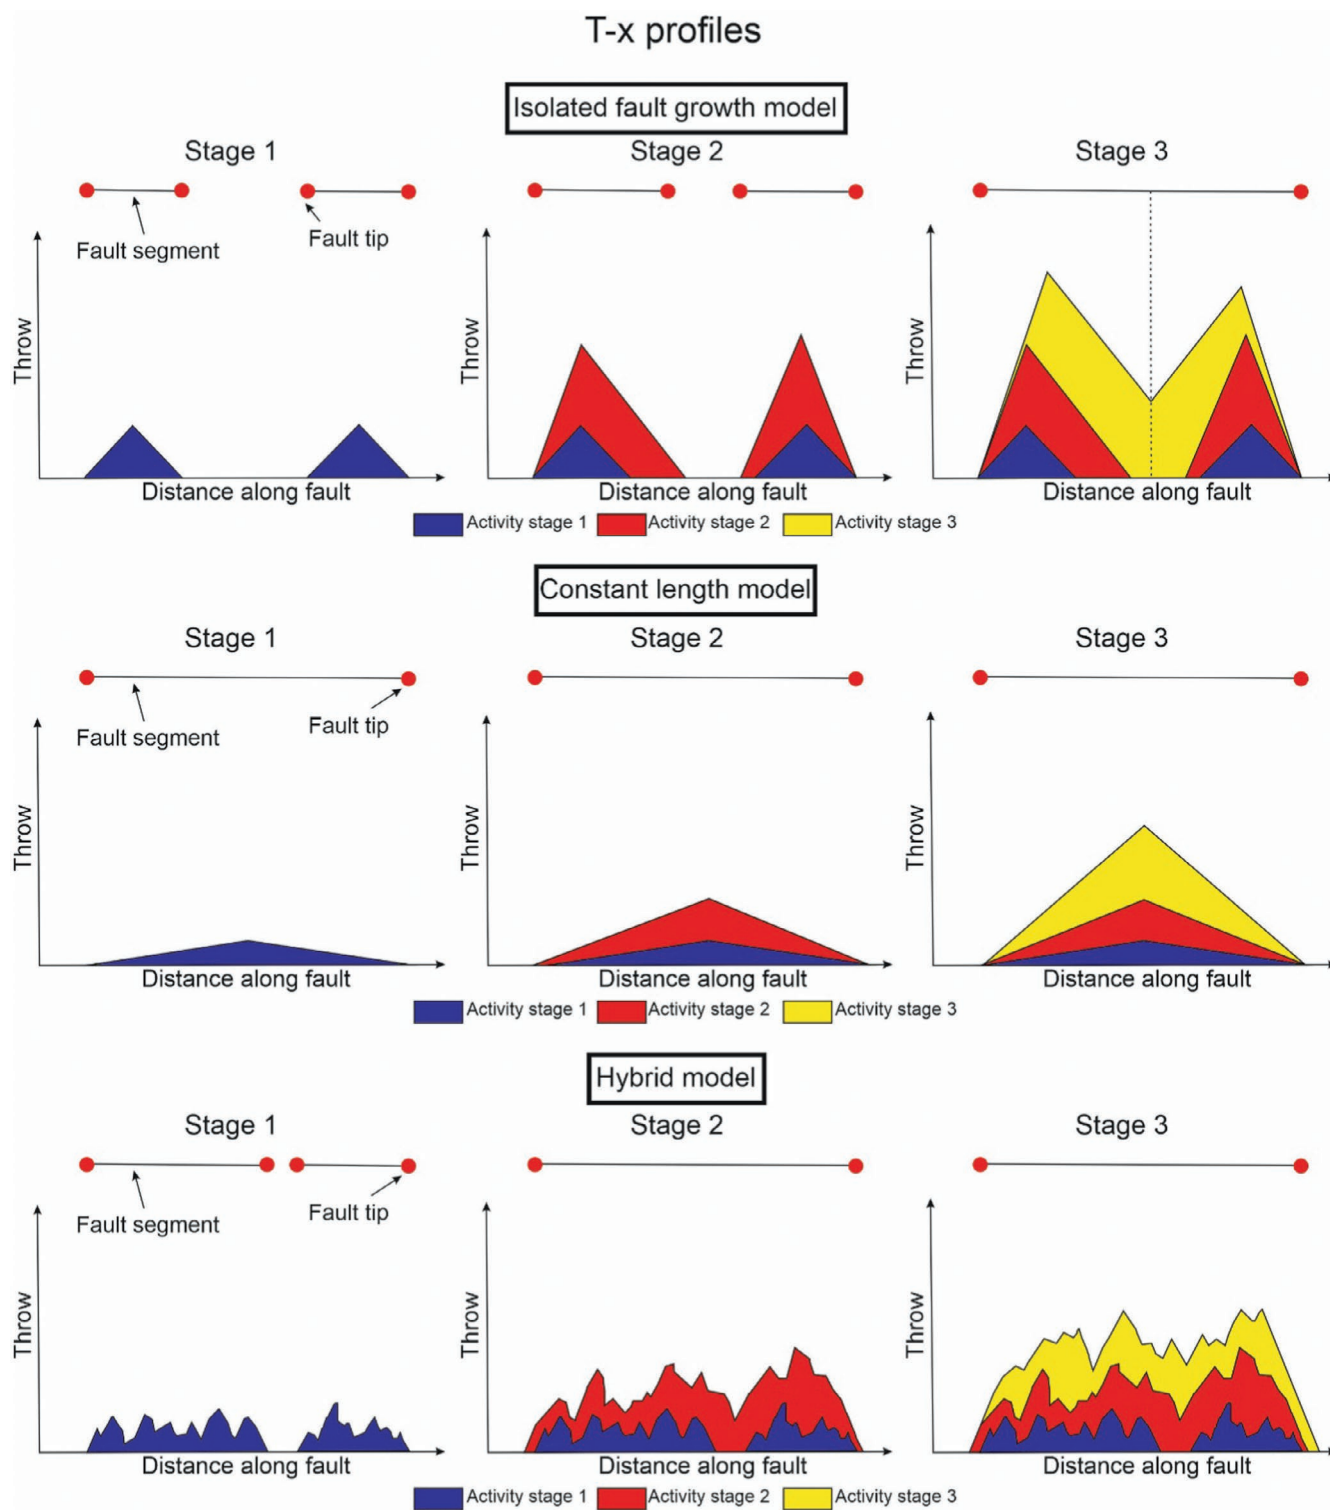 T-x profiles
Isolated fault growth model
Stage 1
Stage 2
Stage 3
Fault segment
Fault tip
Throw
Throw
Throw
Distance along fault
Distance along fault
Distance along fault
Activity stage 1
Activity stage 2
Activity stage 3
Constant length model
Stage 1
Stage 2
Stage 3
Fault segment
Fault tip
Throw
Throw
Throw
Distance along fault
Distance along fault
Distance along fault
Activity stage 1
Activity stage 2
Activity stage 3
Hybrid model
Stage 1
Stage 2
Stage 3
Fault segment
Fault tip
Throw
Throw
Throw
Distance along fault
Distance along fault
Distance along fault
Activity stage 1
Activity stage 2
Activity stage 3